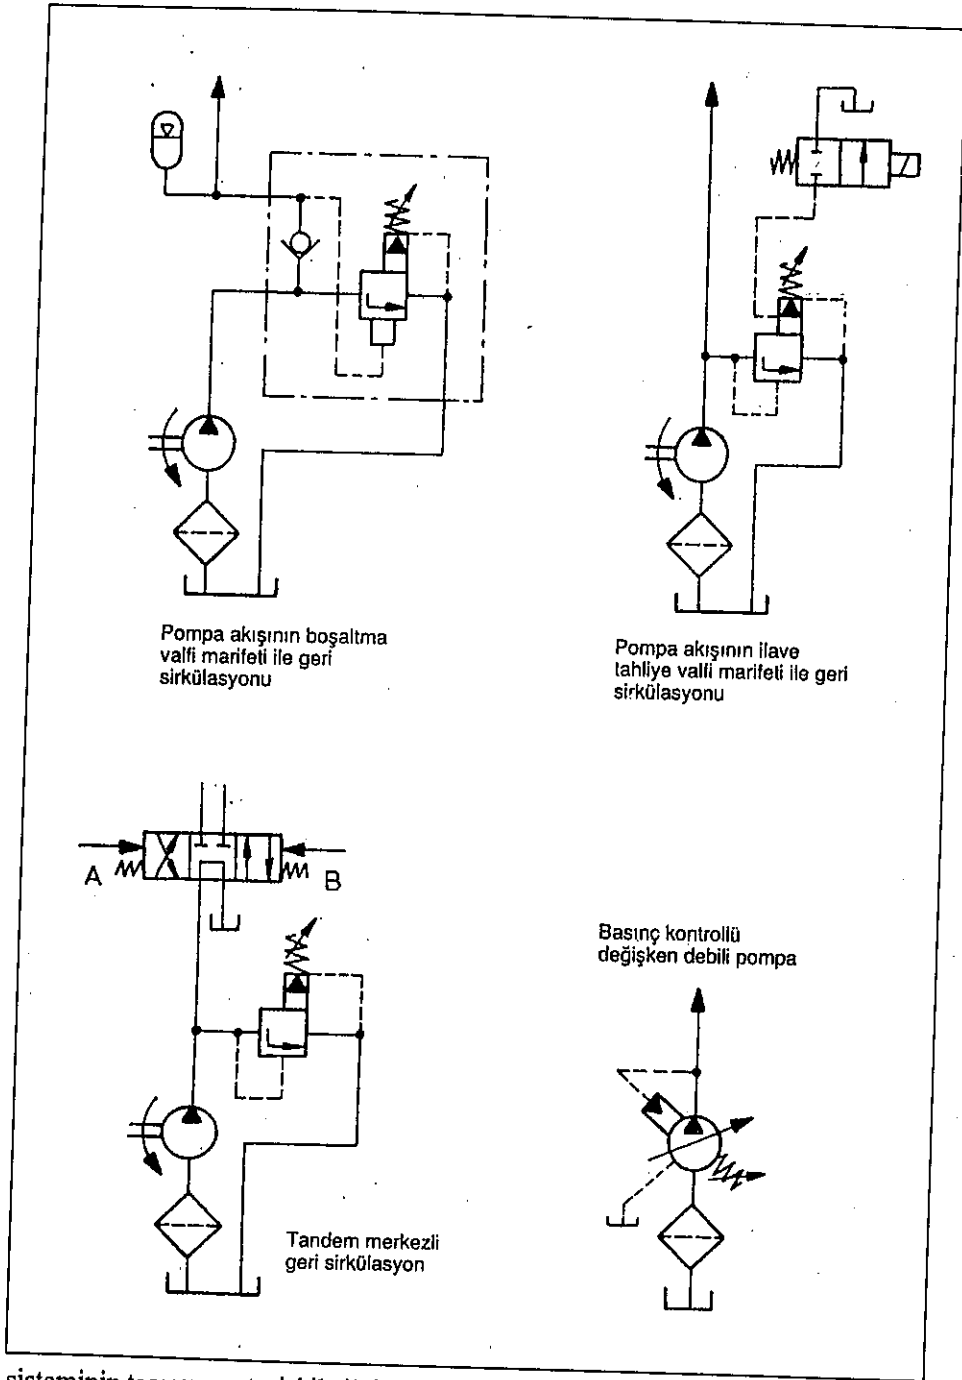 Pompa akışının boşaltma
valfi marifeti ile geri
sirkülasyonu
Pompa akışının ilave
tahliye valfi marifeti ile geri
sirkülasyonu
A
B
Basınç kontrollü
değişken debili pompa
Tandem merkezli
geri sirkülasyon
sisteminin